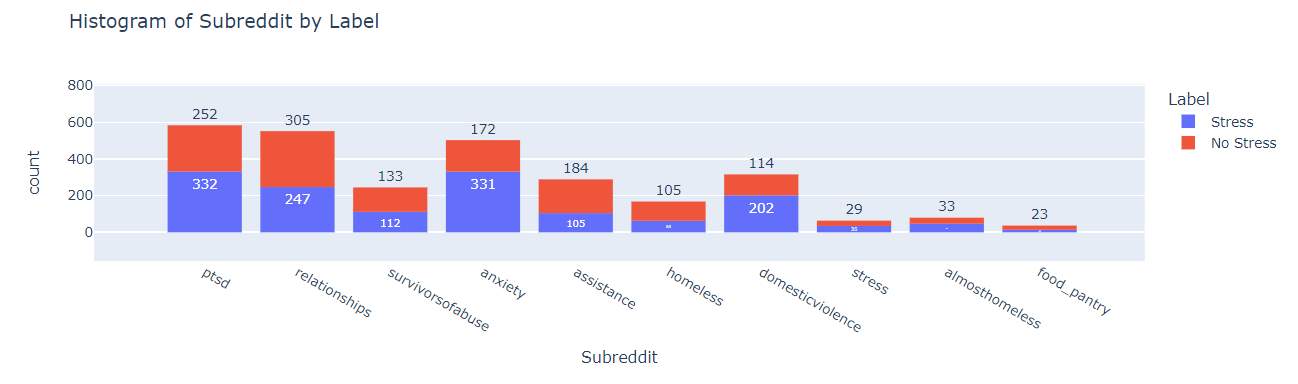 Histogram of Subreddit by Label
Label
Stress
No Stress
count
800
600
400
200
0
252
305
133
172
184
105
114
29
33
23
332
247
112
331
105
202
35
ptsd
relationships
survivorsofabuse
anxiety
assistance
homeless
domesticviolence
stress
almosthomeless
food_pantry
Subreddit